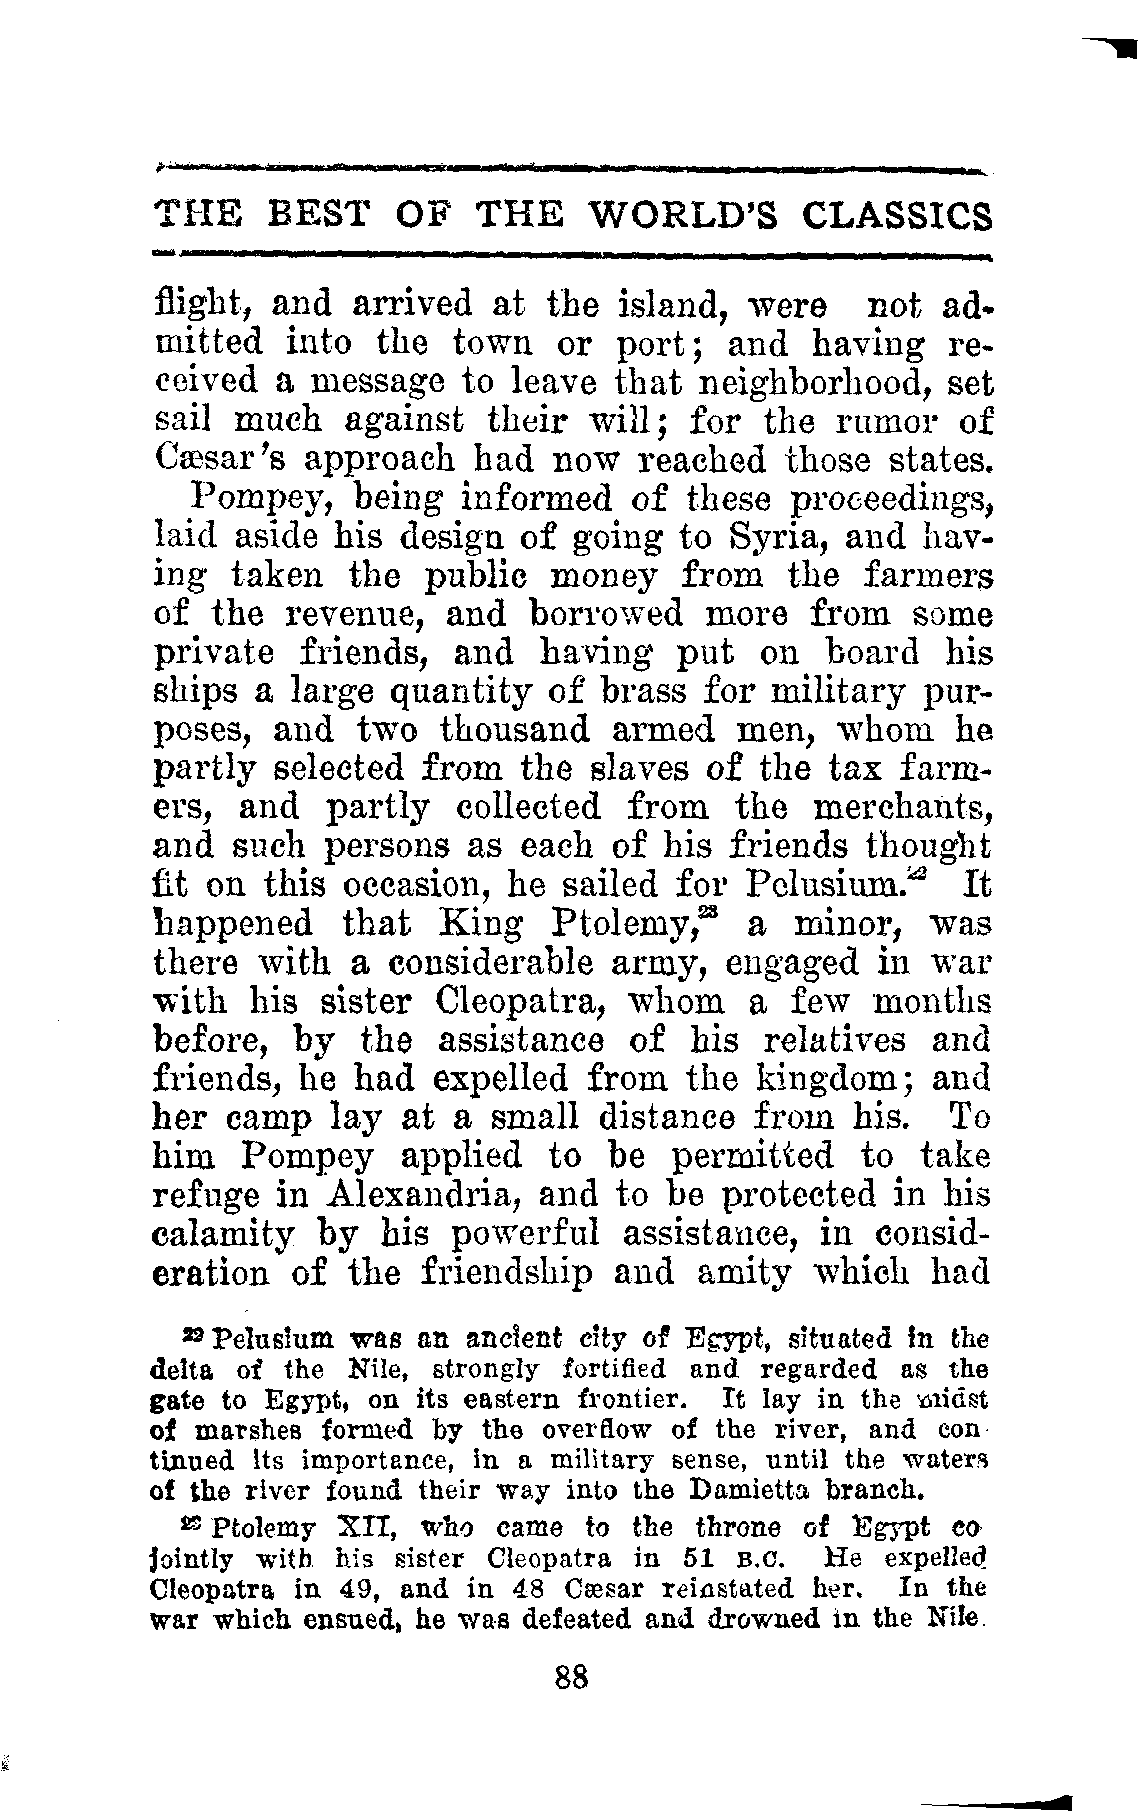 THE BEST OF THE WORLD'S CLASSICS
flight, and arrived at the island, were not ad-
mitted into the town or port; and having re-
ceived a message to leave that neighborhood, set
sail much against their will; for the rumor of
Cæsar's approach had now reached those states.
Pompey, being informed of these proceedings,
laid aside his design of going to Syria, and hav-
ing taken the public money from the farmers
of the revenue, and borrowed more from some
private friends, and having put on board his
ships a large quantity of brass for military pur-
poses, and two thousand armed men, whom he
partly selected from the slaves of the tax farm-
ers, and partly collected from the merchants,
and such persons as each of his friends thought
fit on this occasion, he sailed for Pelusium.²² It
happened that King Ptolemy,²³ a minor, was
there with a considerable army, engaged in war
with his sister Cleopatra, whom a few months
before, by the assistance of his relatives and
friends, he had expelled from the kingdom; and
her camp lay at a small distance from his. To
him Pompey applied to be permitted to take
refuge in Alexandria, and to be protected in his
calamity by his powerful assistance, in consid-
eration of the friendship and amity which had
²² Pelusium was an ancient city of Egypt, situated in the
delta of the Nile, strongly fortified and regarded as the
gate to Egypt, on its eastern frontier. It lay in the midst
of marshes formed by the overflow of the river, and con-
tinued its importance, in a military sense, until the waters
of the river found their way into the Damietta branch.
²³ Ptolemy XII, who came to the throne of Egypt co-
jointly with his sister Cleopatra in 51 B.C. He expelled
Cleopatra in 49, and in 48 Cæsar reinstated her. In the
war which ensued, he was defeated and drowned in the Nile.
88